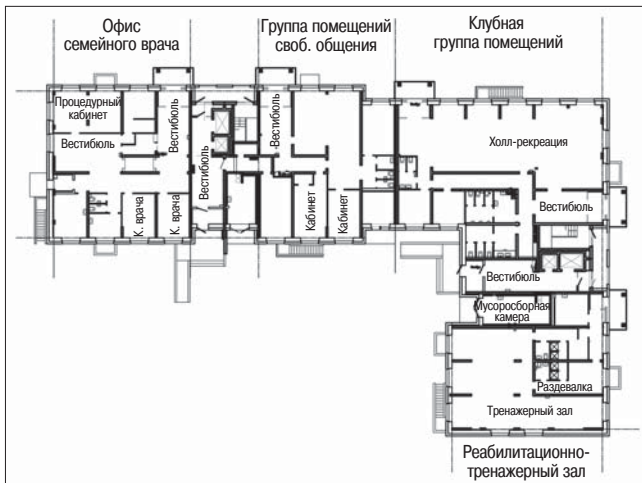 Офис
семейного врача
Группа помещений
своб. общения
Клубная
группа помещений
Процедурный
кабинет
Вестибюль
Вестибюль
Вестибюль
Вестибюль
Холл-рекреация
К. врача
К. врача
Кабинет
Кабинет
Вестибюль
Вестибюль
Мусоросборная
камера
Раздевалка
Тренажерный зал
Реабилитационно-
тренажерный зал